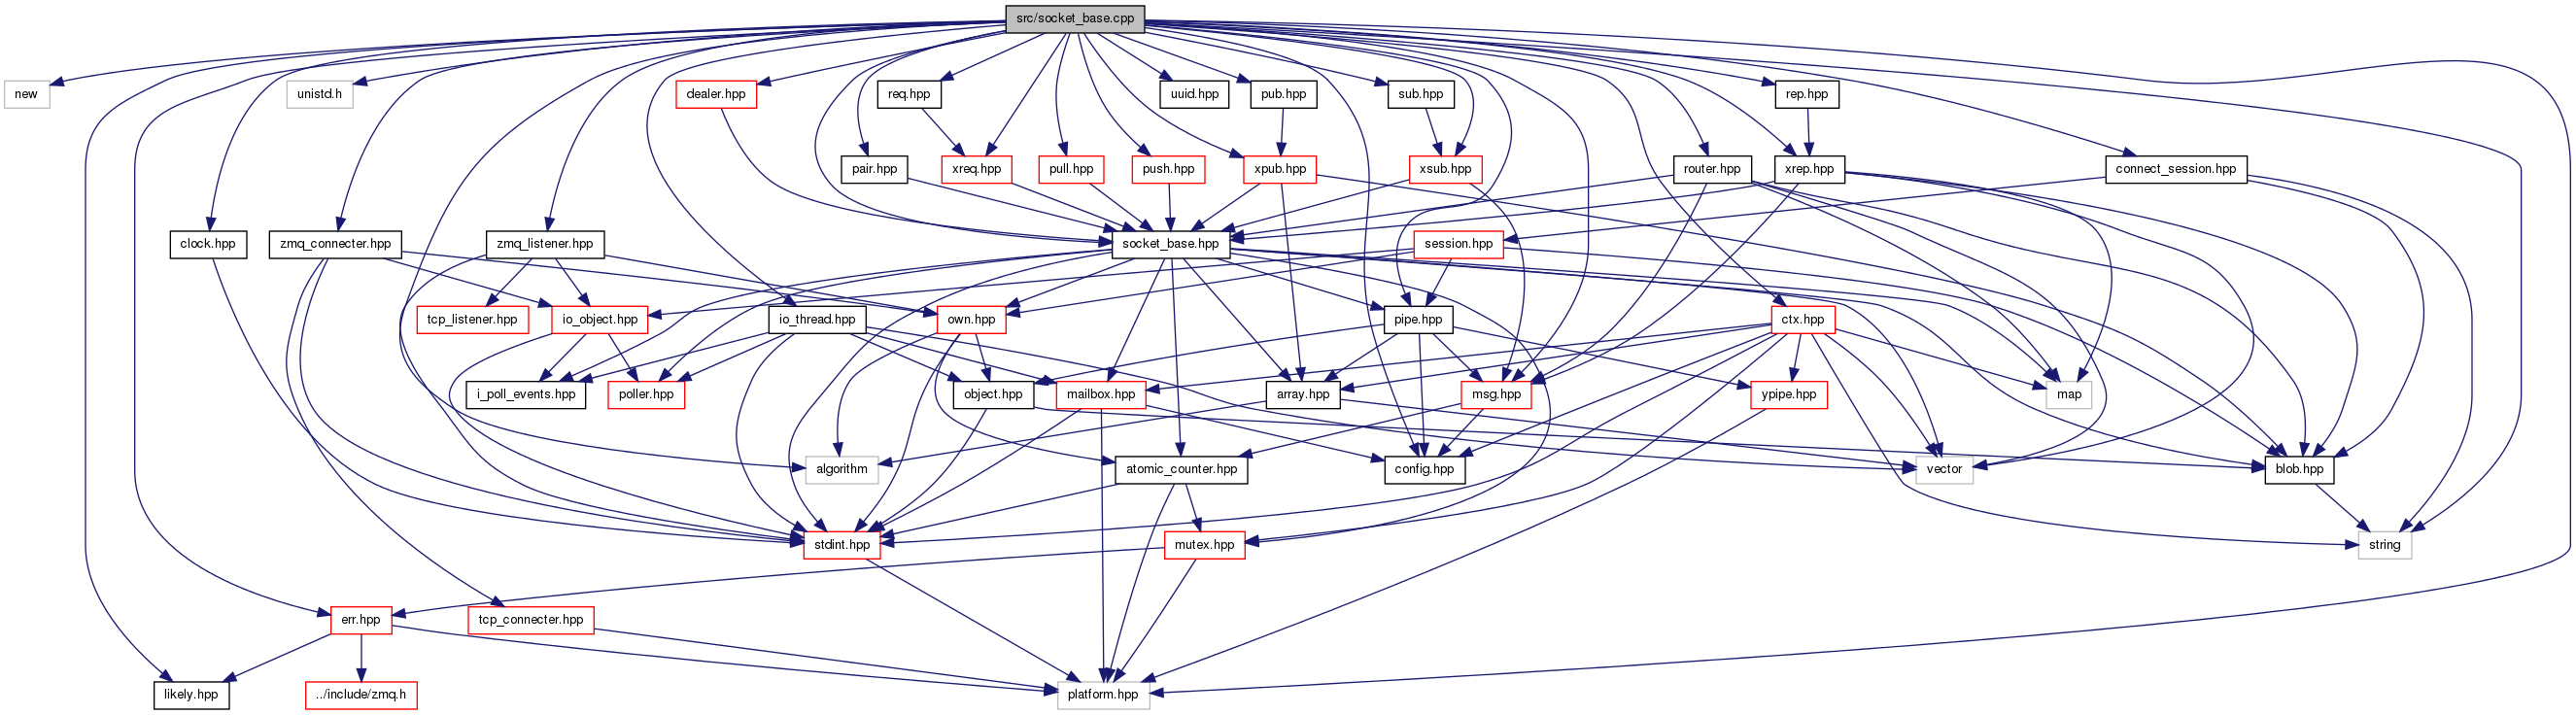 src/socket_base.cpp
new
unistd.h
dealer.hpp
req.hpp
uuid.hpp
pub.hpp
sub.hpp
rep.hpp
pair.hpp
xreq.hpp
pull.hpp
push.hpp
xpub.hpp
xsub.hpp
router.hpp
xrep.hpp
connect_session.hpp
clock.hpp
zmq_connecter.hpp
zmq_listener.hpp
socket_base.hpp
session.hpp
tcp_listener.hpp
io_object.hpp
io_thread.hpp
own.hpp
pipe.hpp
ctx.hpp
i_poll_events.hpp
poller.hpp
object.hpp
mailbox.hpp
array.hpp
msg.hpp
ypipe.hpp
map
algorithm
atomic_counter.hpp
config.hpp
vector
blob.hpp
stdint.hpp
mutex.hpp
string
err.hpp
tcp_connecter.hpp
likely.hpp
../include/zmq.h
platform.hpp